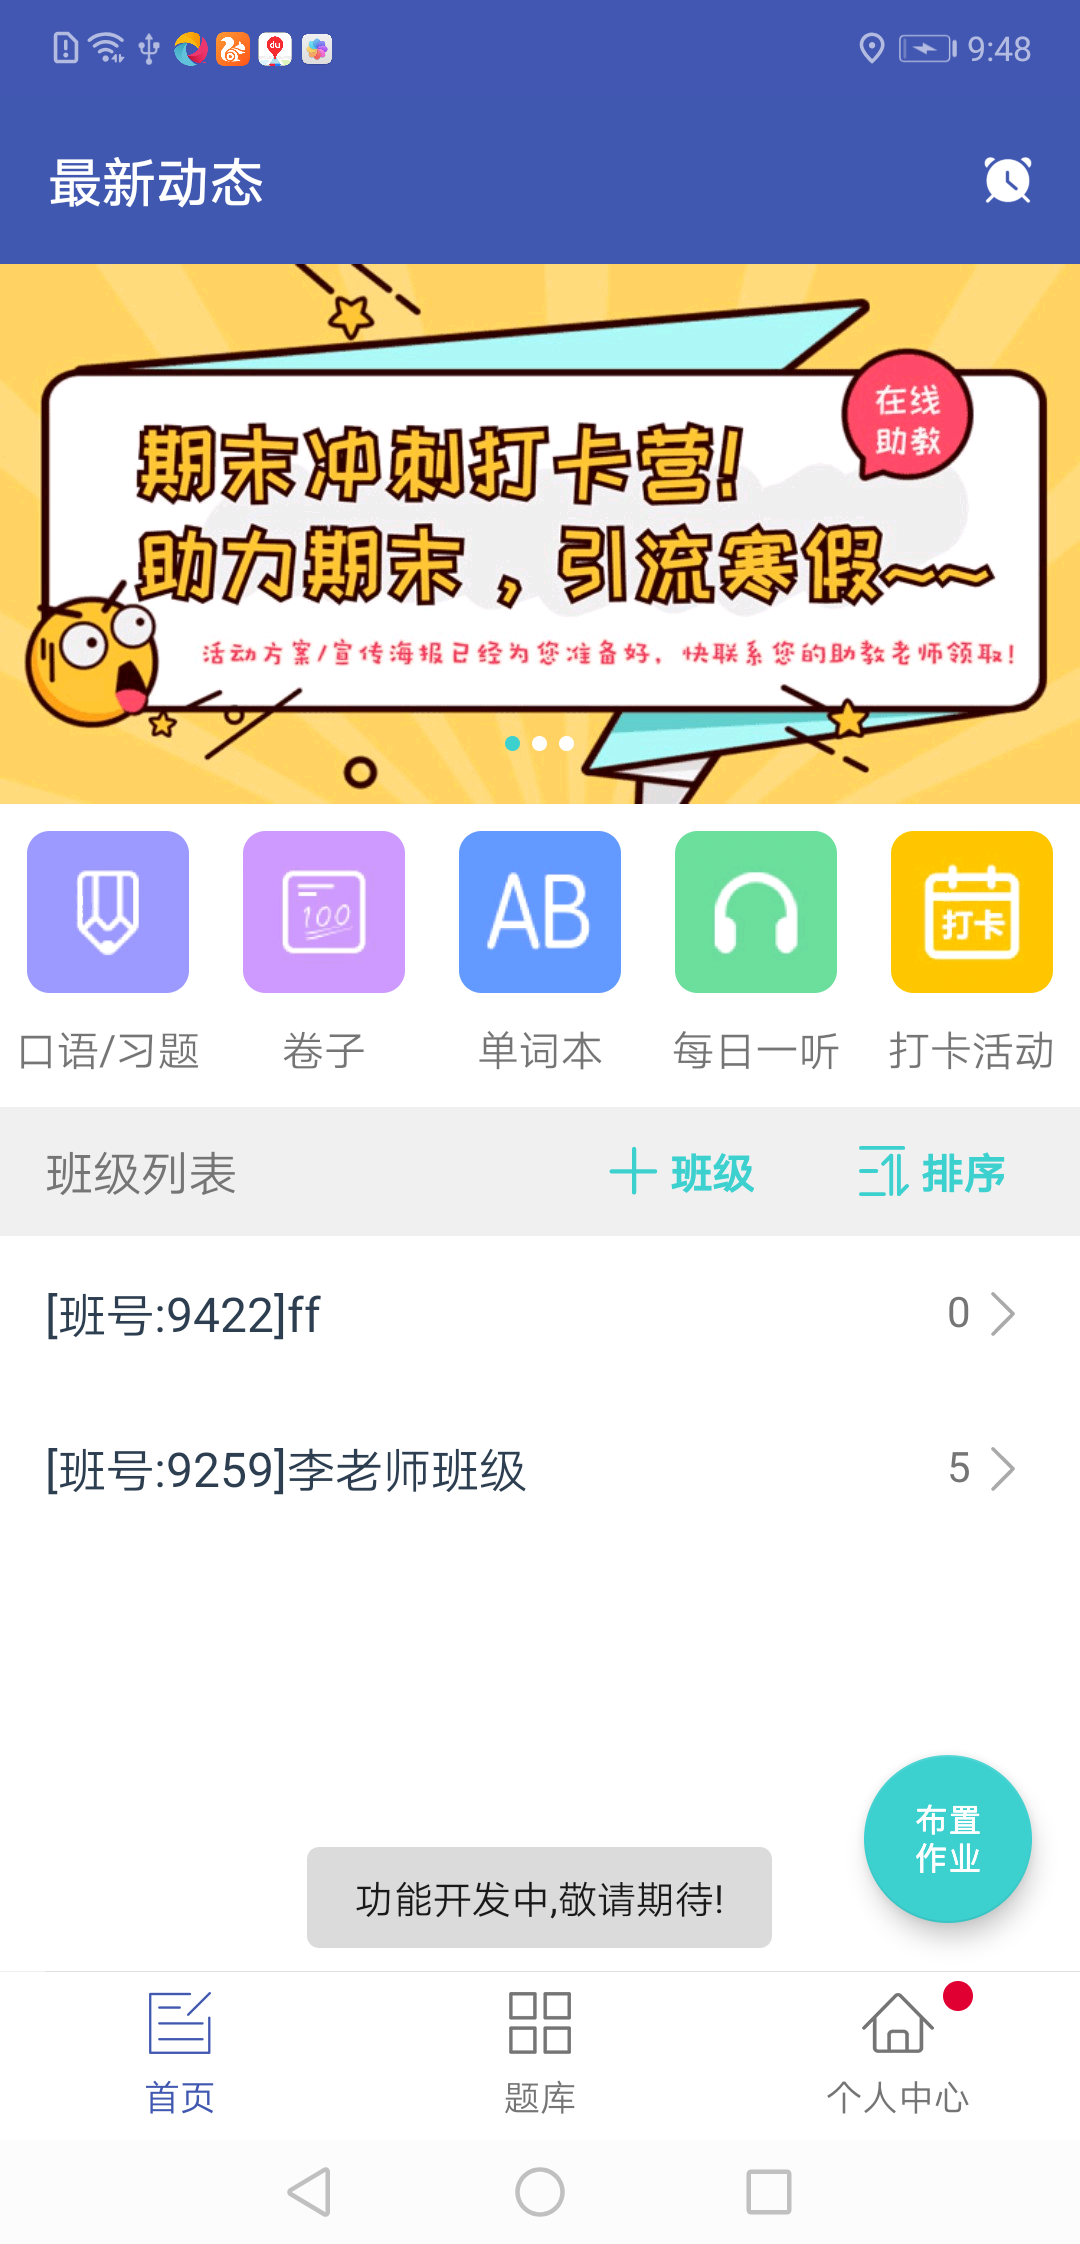 9:48
最新动态
在线
助教
期末冲刺打卡营!
助力期末，引流寒假~~
活动方案/宣传海报已经为您准备好，快联系您的助教老师领取!
100
AB
打卡
口语/习题
卷子
单词本
每日一听
打卡活动
班级列表
班级
排序
[班号:9422]ff
0
[班号:9259]李老师班级
5
布置
作业
功能开发中,敬请期待!
首页
题库
个人中心